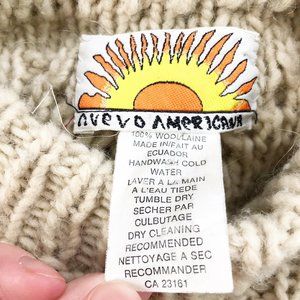 nuevo AMERICANA
100% WOOL/LAINE
MADE IN/FAIT AU
ECUADOR
HANDWASH COLD
WATER
LAVER A LA MAIN
A L'EAU TIEDE
TUMBLE DRY
SECHER PAR
CULBUTAGE
DRY CLEANING
RECOMMENDED
NETTOYAGE A SEC
RECOMMANDER
CA 23161